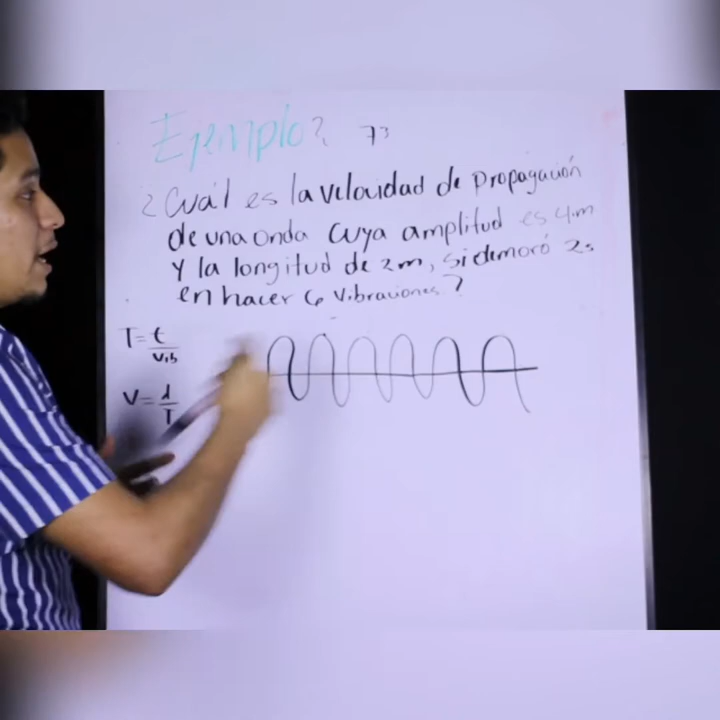 Ejemplo? 73
¿Cuál es la velocidad de propagación
de una onda cuya amplitud es 4m
y la longitud de 2m, si demoró 2s
en hacer 6 vibraciones?
T = t/vib
V = λ/T